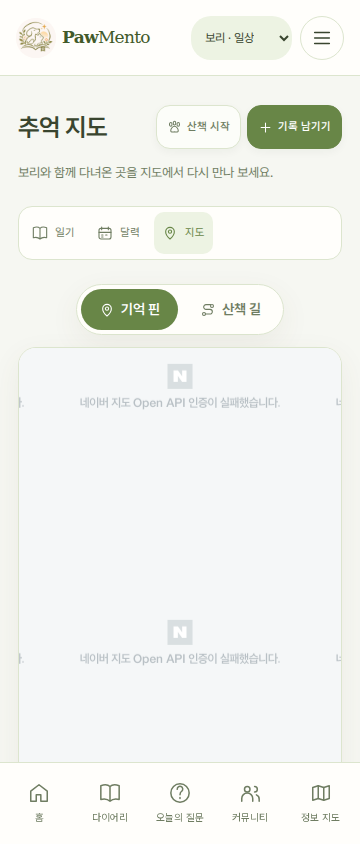 PawMento
보리 · 일상
추억 지도
산책 시작
기록 남기기
보리와 함께 다녀온 곳을 지도에서 다시 만나 보세요.
일기
달력
지도
기억 핀
산책 길
다.
네이버 지도 Open API 인증이 실패했습니다.
네
다.
네이버 지도 Open API 인증이 실패했습니다.
네
홈
다이어리
오늘의 질문
커뮤니티
정보 지도